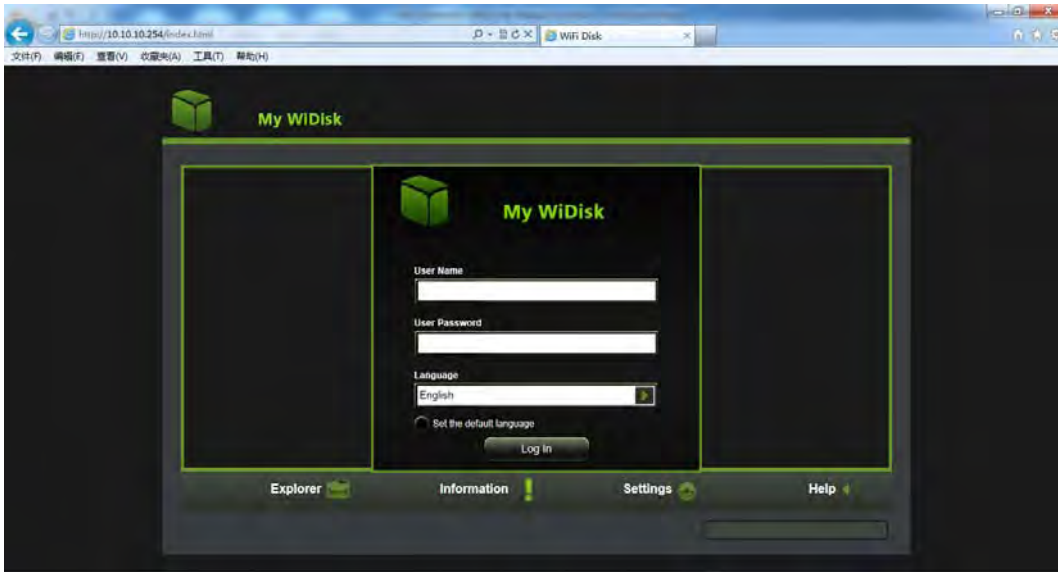 http://10.10.10.254/index.html
WiFi Disk
文件(F) 编辑(E) 查看(V) 收藏夹(A) 工具(T) 帮助(H)
My WiDisk
My WiDisk
User Name
User Password
Language
English
Set the default language
Log In
Explorer
Information
Settings
Help